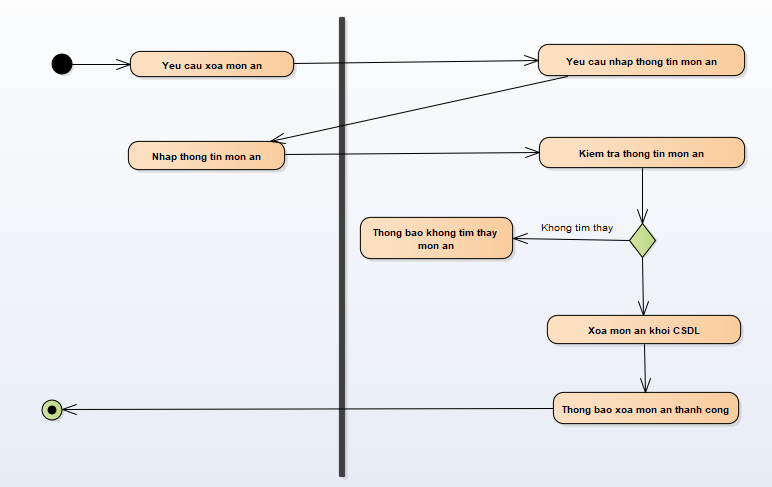 Yeu cau xoa mon an
Yeu cau nhap thong tin mon an
Nhap thong tin mon an
Kiem tra thong tin mon an
Thong bao khong tim thay
mon an
Khong tim thay
Xoa mon an khoi CSDL
Thong bao xoa mon an thanh cong